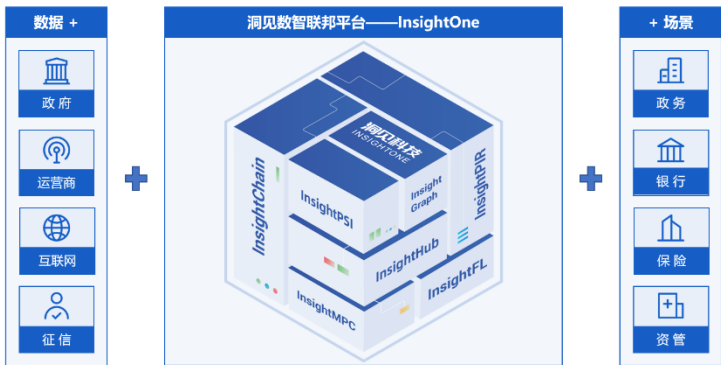 数据 +
政府
运营商
互联网
征信
洞见数智联邦平台——InsightOne
洞见科技
INSIGHTONE
InsightChain
InsightPSI
Insight
Graph
InsightPIR
InsightHub
InsightMPC
InsightFL
+ 场景
政务
银行
保险
资管